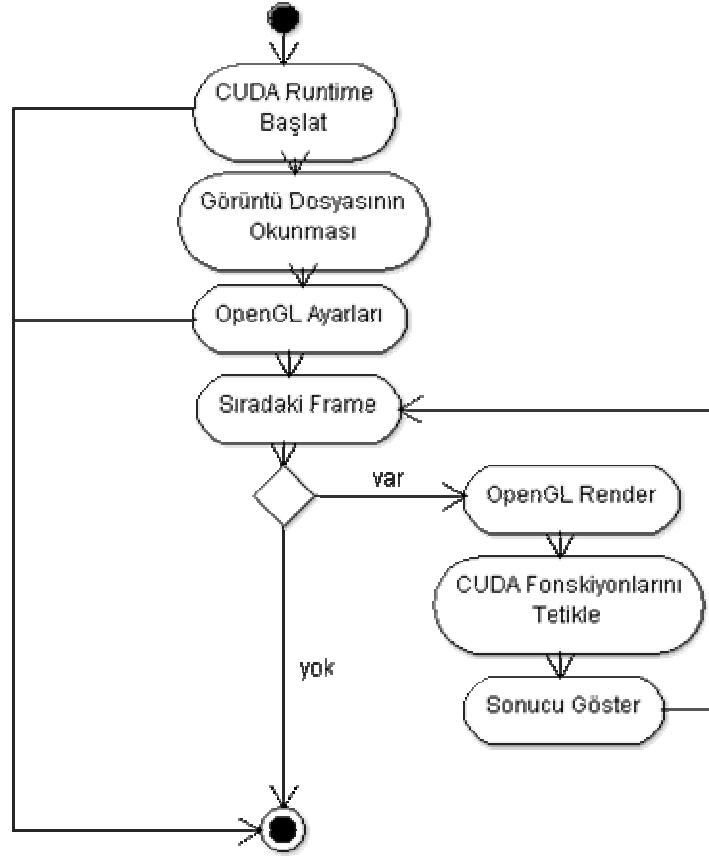 CUDA Runtime
Başlat
Görüntü Dosyasının
Okunması
OpenGL Ayarları
Sıradaki Frame
var
OpenGL Render
CUDA Fonskiyonlarını
Tetikle
yok
Sonucu Göster